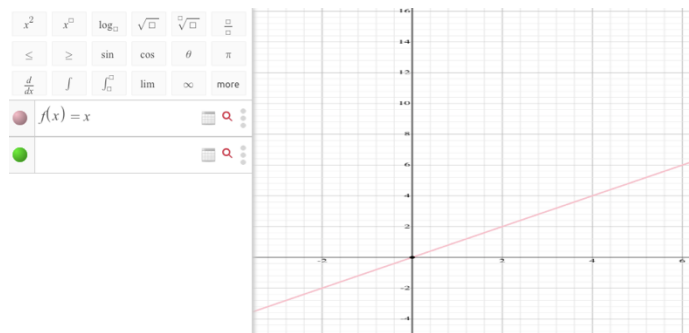 x² x^□ log□ √□ □√□ □/□
≤ ≥ sin cos θ π
d/dx ∫ ∫□□ lim ∞ more
f(x) = x
16
14
12
10
8
6
4
2
-2 2 4 6
-2
-4